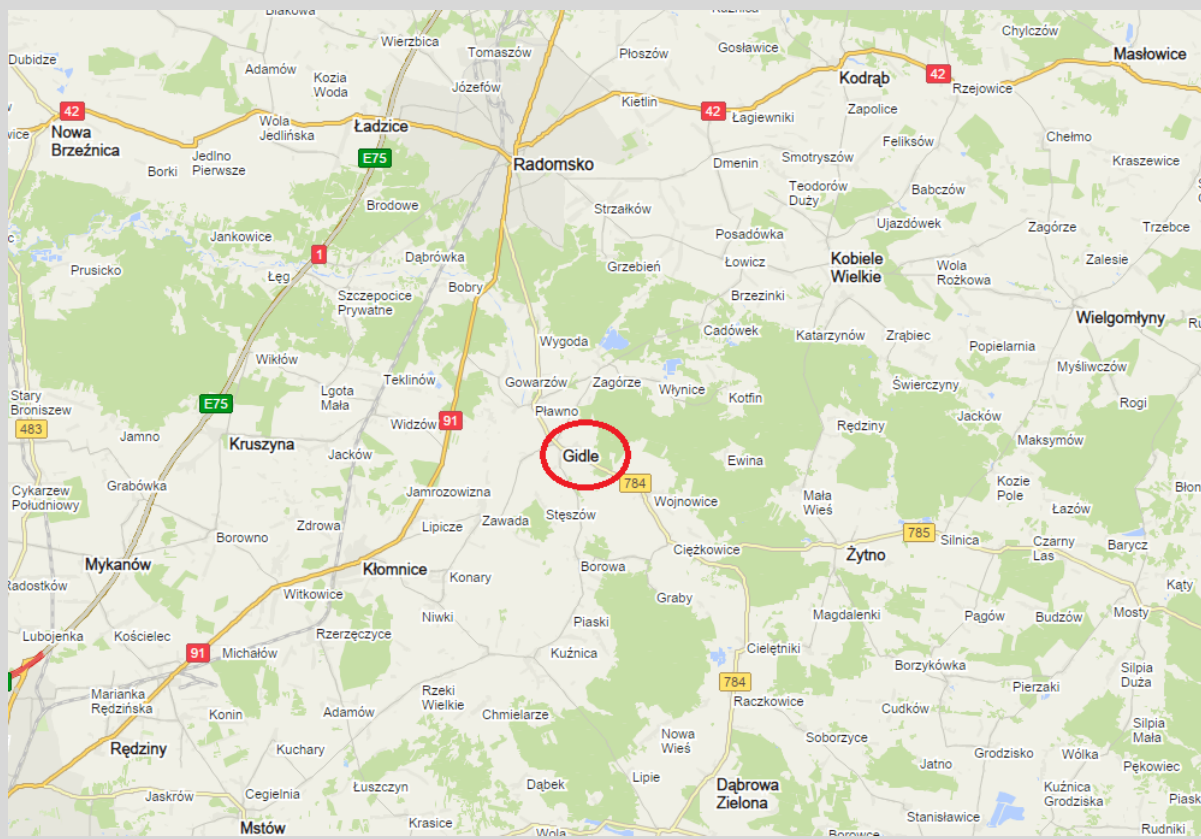 Kuźnica
Chylczów
Wierzbica
Tomaszów
Płoszów
Gosławice
Masłowice
Dubidze
Adamów
Kozia
Woda
Józefów
Kodrąb
42
Rzejowice
Kietlin
42
Łagiewniki
Zapolice
42
Nowa
Brzeźnica
Wola
Jedlińska
Ładzice
Feliksów
Chełmo
Jedlno
Pierwsze
Borki
E75
Radomsko
Dmenin
Smotryszów
Kraszewice
Teodorów
Duży
Babczów
Brodowe
Strzałków
Ujazdówek
Zagórze
Trzebce
Jankowice
Posadówka
1
Dąbrówka
Kobiele
Wielkie
Zalesie
Prusicko
Łęg
Grzebień
Łowicz
Wola
Rożkowa
Bobry
Szczepocice
Prywatne
Brzezinki
Wielgomłyny
Wygoda
Cadówek
Katarzynów
Zrąbiec
Popielarnia
Wikłów
Myśliwczów
Teklinów
Gowarzów
Zagórze
Włynice
Kotfin
Świerczyny
Lgota
Mała
Stary
Broniszew
E75
Pławno
Jacków
Rogi
483
Jamno
Widzów
91
Rędziny
Kruszyna
Maksymów
Jacków
Gidle
Ewina
Grabówka
784
Kozie
Pole
Cykarzew
Południowy
Jamrozowizna
Wojnowice
Mała
Wieś
Łazów
Zdrowa
Lipicze
Zawada
Stęszów
Borowno
785
Silnica
Czarny
Las
Barycz
Ciężkowice
Żytno
Mykanów
Kłomnice
Konary
Borowa
Radostków
Witkowice
Graby
Kąty
Magdalenki
Pągów
Budzów
Mosty
Niwki
Piaski
Lubojenka
Kościelec
Rzerzęczyce
91
Michałów
Kuźnica
Cielętniki
Borzykówka
Silpia
Duża
784
Pierzaki
Marianka
Rędzińska
Rzeki
Wielkie
Raczkowice
Konin
Adamów
Chmielarze
Cudków
Silpia
Mała
Rędziny
Kuchary
Nowa
Wieś
Soborzyce
Grodzisko
Wólka
Jatno
Pękowiec
Łuszczyn
Dąbek
Lipie
Dąbrowa
Zielona
Kuźnica
Grodziska
Jaskrów
Cegielnia
Stanisławice
Mstów
Krasice
Wola
Borowce
Rudniki